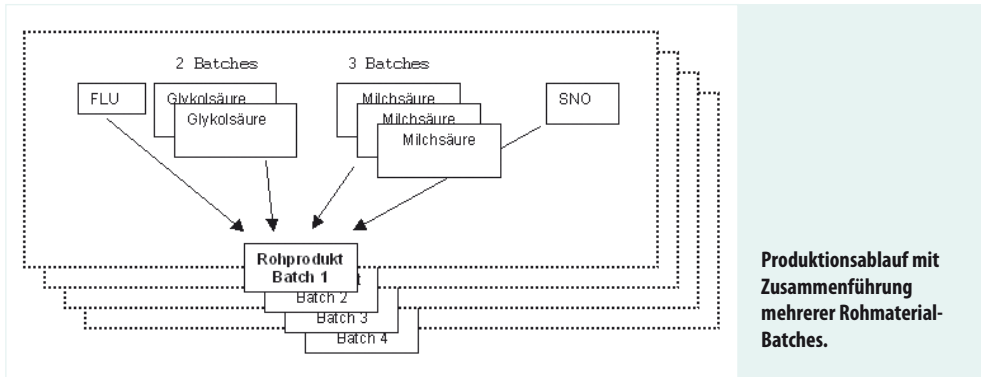 2 Batches
3 Batches
FLU
Glykolsäure
Glykolsäure
Milchsäure
Milchsäure
Milchsäure
SNO
Rohprodukt
Batch 1
Batch 2
Batch 3
Batch 4
Produktionsablauf mit
Zusammenführung
mehrerer Rohmaterial-
Batches.